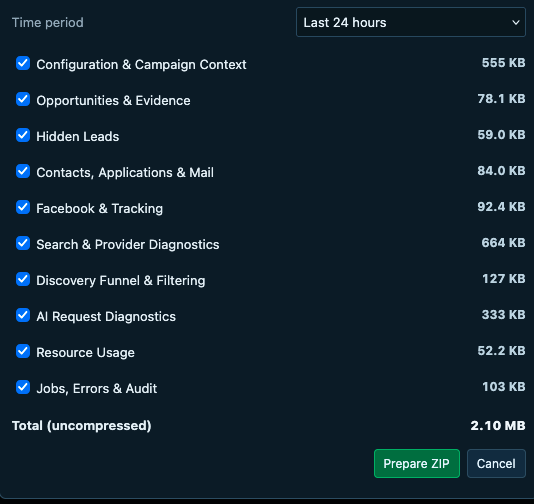 Time period Last 24 hours
Configuration & Campaign Context 555 KB
Opportunities & Evidence 78.1 KB
Hidden Leads 59.0 KB
Contacts, Applications & Mail 84.0 KB
Facebook & Tracking 92.4 KB
Search & Provider Diagnostics 664 KB
Discovery Funnel & Filtering 127 KB
AI Request Diagnostics 333 KB
Resource Usage 52.2 KB
Jobs, Errors & Audit 103 KB
Total (uncompressed) 2.10 MB
Prepare ZIP Cancel